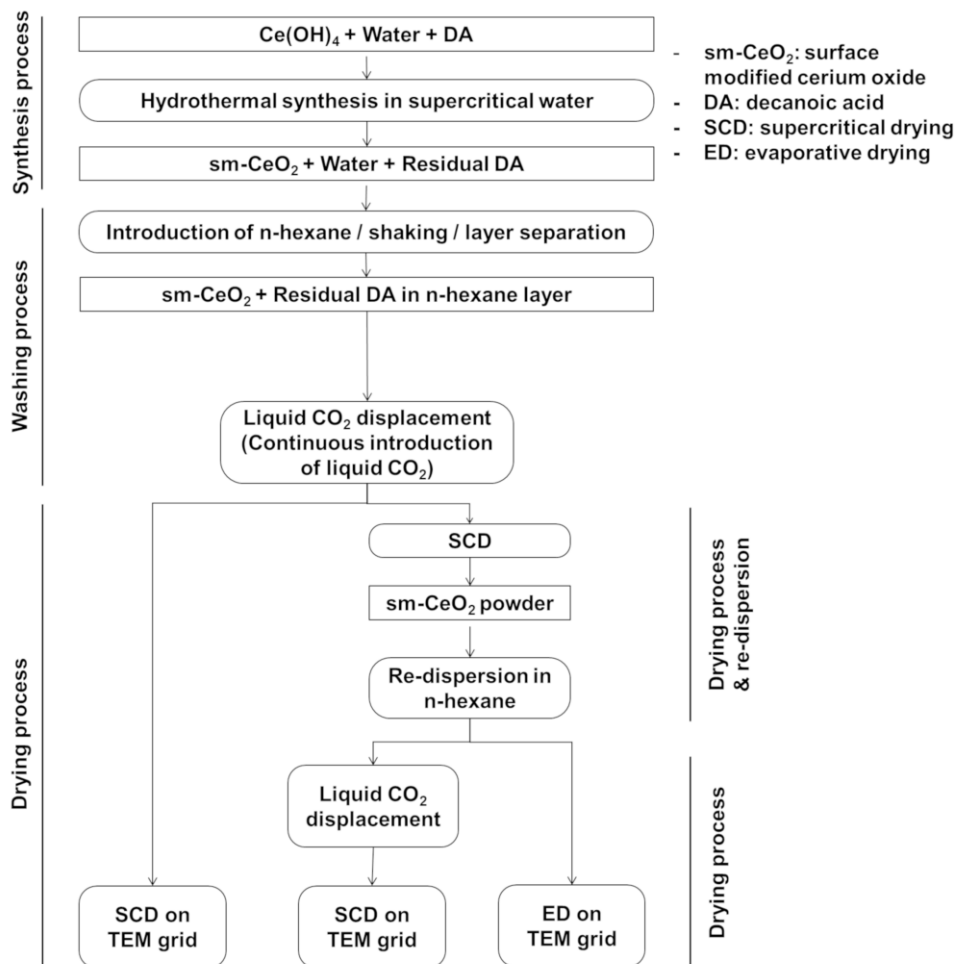 Synthesis process
Ce(OH)₄ + Water + DA
Hydrothermal synthesis in supercritical water
sm-CeO₂ + Water + Residual DA
- sm-CeO₂: surface
modified cerium oxide
- DA: decanoic acid
- SCD: supercritical drying
- ED: evaporative drying
Washing process
Introduction of n-hexane / shaking / layer separation
sm-CeO₂ + Residual DA in n-hexane layer
Liquid CO₂ displacement
(Continuous introduction
of liquid CO₂)
Drying process
SCD
sm-CeO₂ powder
Re-dispersion in
n-hexane
Drying process
& re-dispersion
Liquid CO₂
displacement
SCD on
TEM grid
SCD on
TEM grid
ED on
TEM grid
Drying process